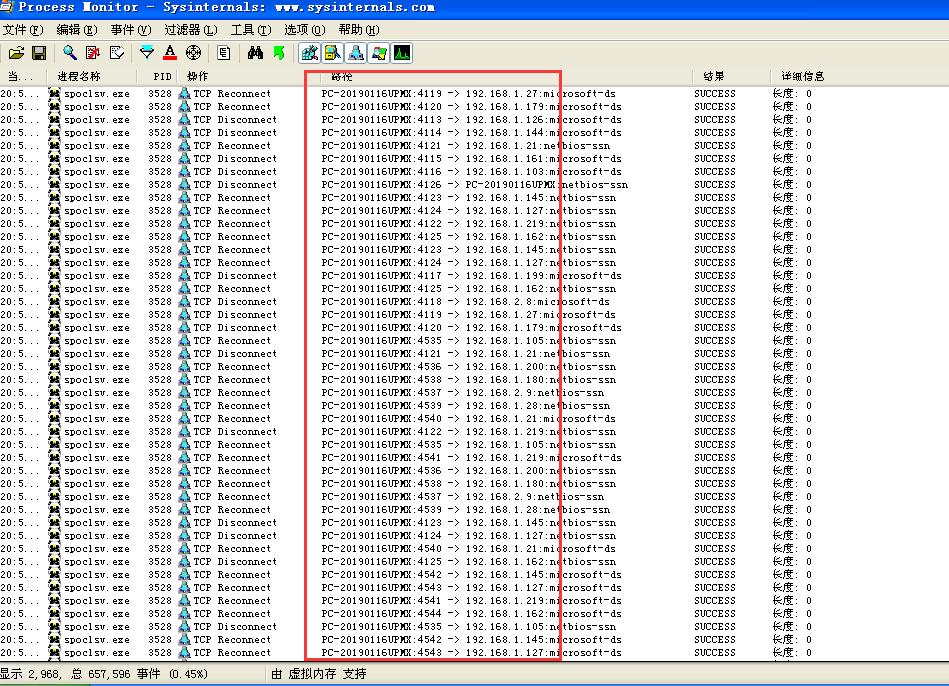 Process Monitor - Sysinternals: www.sysinternals.com
文件(F) 编辑(E) 事件(V) 过滤器(L) 工具(T) 选项(O) 帮助(H)
当... 进程名称 PID 操作 路径 结果 详细信息
20:5... spoclsv.exe 3528 TCP Reconnect PC-20190116UPMX:4119 -> 192.168.1.27:microsoft-ds SUCCESS 长度: 0
20:5... spoclsv.exe 3528 TCP Reconnect PC-20190116UPMX:4120 -> 192.168.1.179:microsoft-ds SUCCESS 长度: 0
20:5... spoclsv.exe 3528 TCP Disconnect PC-20190116UPMX:4113 -> 192.168.1.126:microsoft-ds SUCCESS 长度: 0
20:5... spoclsv.exe 3528 TCP Disconnect PC-20190116UPMX:4114 -> 192.168.1.144:microsoft-ds SUCCESS 长度: 0
20:5... spoclsv.exe 3528 TCP Reconnect PC-20190116UPMX:4121 -> 192.168.1.21:netbios-ssn SUCCESS 长度: 0
20:5... spoclsv.exe 3528 TCP Disconnect PC-20190116UPMX:4115 -> 192.168.1.161:microsoft-ds SUCCESS 长度: 0
20:5... spoclsv.exe 3528 TCP Disconnect PC-20190116UPMX:4116 -> 192.168.1.103:microsoft-ds SUCCESS 长度: 0
20:5... spoclsv.exe 3528 TCP Disconnect PC-20190116UPMX:4126 -> PC-20190116UPMX:netbios-ssn SUCCESS 长度: 0
20:5... spoclsv.exe 3528 TCP Reconnect PC-20190116UPMX:4123 -> 192.168.1.145:netbios-ssn SUCCESS 长度: 0
20:5... spoclsv.exe 3528 TCP Reconnect PC-20190116UPMX:4124 -> 192.168.1.127:netbios-ssn SUCCESS 长度: 0
20:5... spoclsv.exe 3528 TCP Reconnect PC-20190116UPMX:4122 -> 192.168.1.219:netbios-ssn SUCCESS 长度: 0
20:5... spoclsv.exe 3528 TCP Reconnect PC-20190116UPMX:4125 -> 192.168.1.162:netbios-ssn SUCCESS 长度: 0
20:5... spoclsv.exe 3528 TCP Reconnect PC-20190116UPMX:4123 -> 192.168.1.145:netbios-ssn SUCCESS 长度: 0
20:5... spoclsv.exe 3528 TCP Reconnect PC-20190116UPMX:4124 -> 192.168.1.127:netbios-ssn SUCCESS 长度: 0
20:5... spoclsv.exe 3528 TCP Disconnect PC-20190116UPMX:4117 -> 192.168.1.199:microsoft-ds SUCCESS 长度: 0
20:5... spoclsv.exe 3528 TCP Reconnect PC-20190116UPMX:4125 -> 192.168.1.162:netbios-ssn SUCCESS 长度: 0
20:5... spoclsv.exe 3528 TCP Disconnect PC-20190116UPMX:4118 -> 192.168.2.8:microsoft-ds SUCCESS 长度: 0
20:5... spoclsv.exe 3528 TCP Disconnect PC-20190116UPMX:4119 -> 192.168.1.27:microsoft-ds SUCCESS 长度: 0
20:5... spoclsv.exe 3528 TCP Disconnect PC-20190116UPMX:4120 -> 192.168.1.179:microsoft-ds SUCCESS 长度: 0
20:5... spoclsv.exe 3528 TCP Reconnect PC-20190116UPMX:4535 -> 192.168.1.105:netbios-ssn SUCCESS 长度: 0
20:5... spoclsv.exe 3528 TCP Disconnect PC-20190116UPMX:4121 -> 192.168.1.21:netbios-ssn SUCCESS 长度: 0
20:5... spoclsv.exe 3528 TCP Reconnect PC-20190116UPMX:4536 -> 192.168.1.200:netbios-ssn SUCCESS 长度: 0
20:5... spoclsv.exe 3528 TCP Reconnect PC-20190116UPMX:4538 -> 192.168.1.180:netbios-ssn SUCCESS 长度: 0
20:5... spoclsv.exe 3528 TCP Reconnect PC-20190116UPMX:4537 -> 192.168.2.9:netbios-ssn SUCCESS 长度: 0
20:5... spoclsv.exe 3528 TCP Reconnect PC-20190116UPMX:4539 -> 192.168.1.28:netbios-ssn SUCCESS 长度: 0
20:5... spoclsv.exe 3528 TCP Reconnect PC-20190116UPMX:4540 -> 192.168.1.21:microsoft-ds SUCCESS 长度: 0
20:5... spoclsv.exe 3528 TCP Disconnect PC-20190116UPMX:4122 -> 192.168.1.219:netbios-ssn SUCCESS 长度: 0
20:5... spoclsv.exe 3528 TCP Reconnect PC-20190116UPMX:4535 -> 192.168.1.105:netbios-ssn SUCCESS 长度: 0
20:5... spoclsv.exe 3528 TCP Reconnect PC-20190116UPMX:4541 -> 192.168.1.219:microsoft-ds SUCCESS 长度: 0
20:5... spoclsv.exe 3528 TCP Reconnect PC-20190116UPMX:4536 -> 192.168.1.200:netbios-ssn SUCCESS 长度: 0
20:5... spoclsv.exe 3528 TCP Reconnect PC-20190116UPMX:4538 -> 192.168.1.180:netbios-ssn SUCCESS 长度: 0
20:5... spoclsv.exe 3528 TCP Reconnect PC-20190116UPMX:4537 -> 192.168.2.9:netbios-ssn SUCCESS 长度: 0
20:5... spoclsv.exe 3528 TCP Reconnect PC-20190116UPMX:4539 -> 192.168.1.28:netbios-ssn SUCCESS 长度: 0
20:5... spoclsv.exe 3528 TCP Disconnect PC-20190116UPMX:4123 -> 192.168.1.145:netbios-ssn SUCCESS 长度: 0
20:5... spoclsv.exe 3528 TCP Disconnect PC-20190116UPMX:4124 -> 192.168.1.127:netbios-ssn SUCCESS 长度: 0
20:5... spoclsv.exe 3528 TCP Reconnect PC-20190116UPMX:4540 -> 192.168.1.21:microsoft-ds SUCCESS 长度: 0
20:5... spoclsv.exe 3528 TCP Disconnect PC-20190116UPMX:4125 -> 192.168.1.162:netbios-ssn SUCCESS 长度: 0
20:5... spoclsv.exe 3528 TCP Reconnect PC-20190116UPMX:4542 -> 192.168.1.145:microsoft-ds SUCCESS 长度: 0
20:5... spoclsv.exe 3528 TCP Reconnect PC-20190116UPMX:4543 -> 192.168.1.127:microsoft-ds SUCCESS 长度: 0
20:5... spoclsv.exe 3528 TCP Reconnect PC-20190116UPMX:4541 -> 192.168.1.219:microsoft-ds SUCCESS 长度: 0
20:5... spoclsv.exe 3528 TCP Reconnect PC-20190116UPMX:4544 -> 192.168.1.162:microsoft-ds SUCCESS 长度: 0
20:5... spoclsv.exe 3528 TCP Disconnect PC-20190116UPMX:4535 -> 192.168.1.105:netbios-ssn SUCCESS 长度: 0
20:5... spoclsv.exe 3528 TCP Reconnect PC-20190116UPMX:4542 -> 192.168.1.145:microsoft-ds SUCCESS 长度: 0
20:5... spoclsv.exe 3528 TCP Reconnect PC-20190116UPMX:4543 -> 192.168.1.127:microsoft-ds SUCCESS 长度: 0
显示 2,968, 总 657,596 事件 (0.45%) 由 虚拟内存 支持